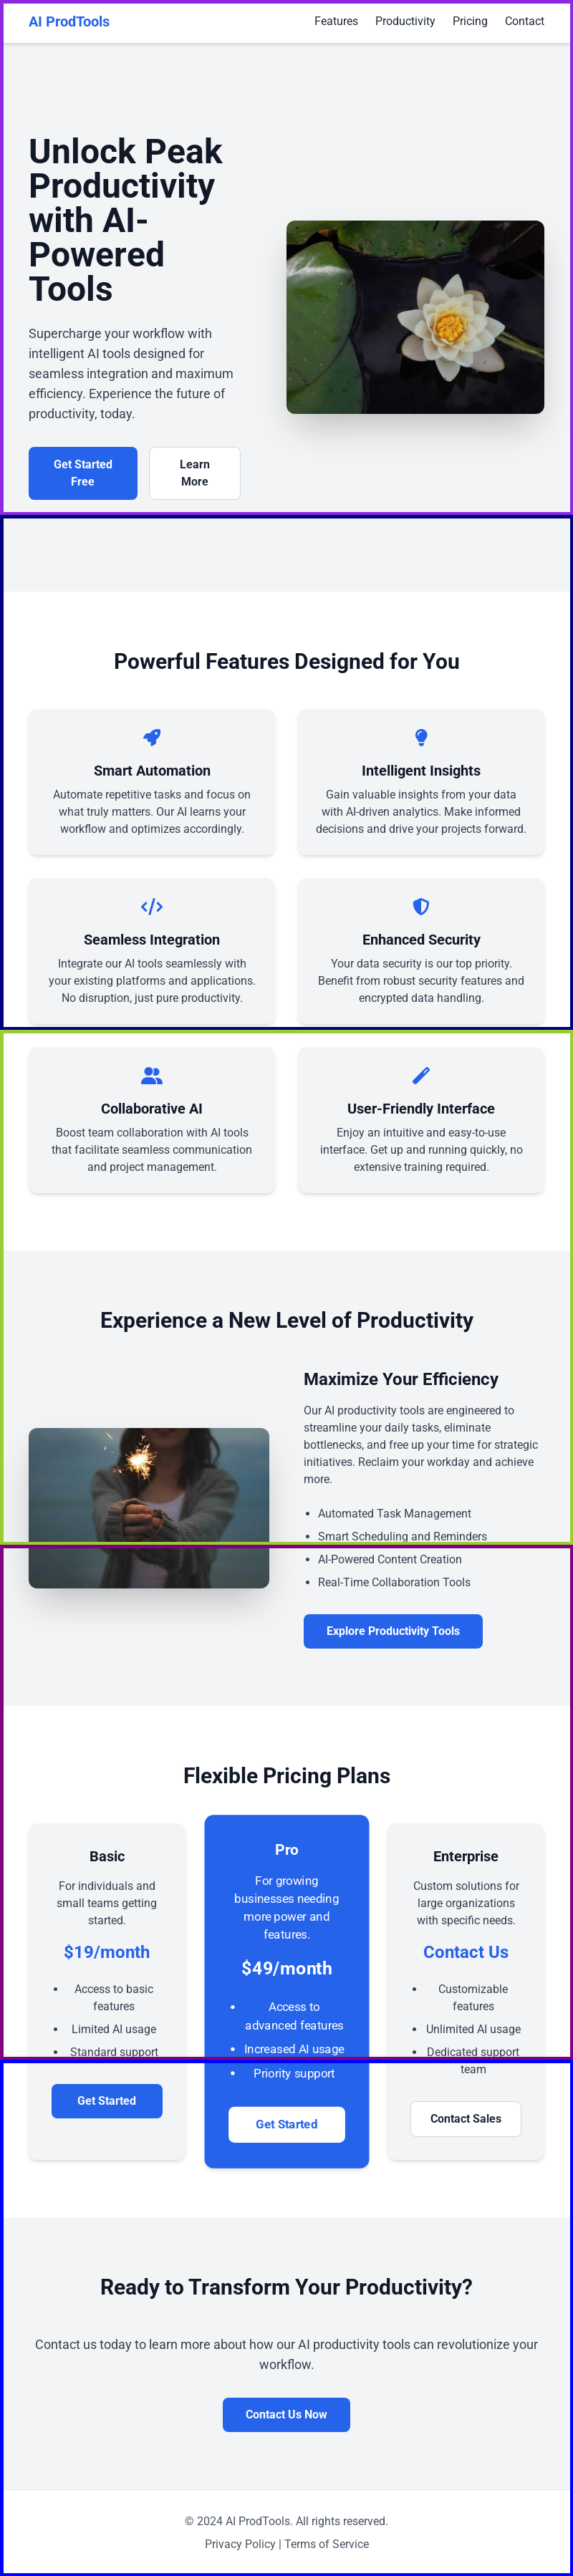 AI ProdTools
Features Productivity Pricing Contact
Unlock Peak
Productivity
with AI-
Powered
Tools
Supercharge your workflow with
intelligent AI tools designed for
seamless integration and maximum
efficiency. Experience the future of
productivity, today.
Get Started
Free
Learn
More
Powerful Features Designed for You
Smart Automation
Automate repetitive tasks and focus on
what truly matters. Our AI learns your
workflow and optimizes accordingly.
Intelligent Insights
Gain valuable insights from your data
with AI-driven analytics. Make informed
decisions and drive your projects forward.
Seamless Integration
Integrate our AI tools seamlessly with
your existing platforms and applications.
No disruption, just pure productivity.
Enhanced Security
Your data security is our top priority.
Benefit from robust security features and
encrypted data handling.
Collaborative AI
Boost team collaboration with AI tools
that facilitate seamless communication
and project management.
User-Friendly Interface
Enjoy an intuitive and easy-to-use
interface. Get up and running quickly, no
extensive training required.
Experience a New Level of Productivity
Maximize Your Efficiency
Our AI productivity tools are engineered to
streamline your daily tasks, eliminate
bottlenecks, and free up your time for strategic
initiatives. Reclaim your workday and achieve
more.
• Automated Task Management
• Smart Scheduling and Reminders
• AI-Powered Content Creation
• Real-Time Collaboration Tools
Explore Productivity Tools
Flexible Pricing Plans
Basic
For individuals and
small teams getting
started.
$19/month
• Access to basic
features
• Limited AI usage
• Standard support
Get Started
Pro
For growing
businesses needing
more power and
features.
$49/month
• Access to
advanced features
• Increased AI usage
• Priority support
Get Started
Enterprise
Custom solutions for
large organizations
with specific needs.
Contact Us
• Customizable
features
• Unlimited AI usage
• Dedicated support
team
Contact Sales
Ready to Transform Your Productivity?
Contact us today to learn more about how our AI productivity tools can revolutionize your
workflow.
Contact Us Now
© 2024 AI ProdTools. All rights reserved.
Privacy Policy | Terms of Service